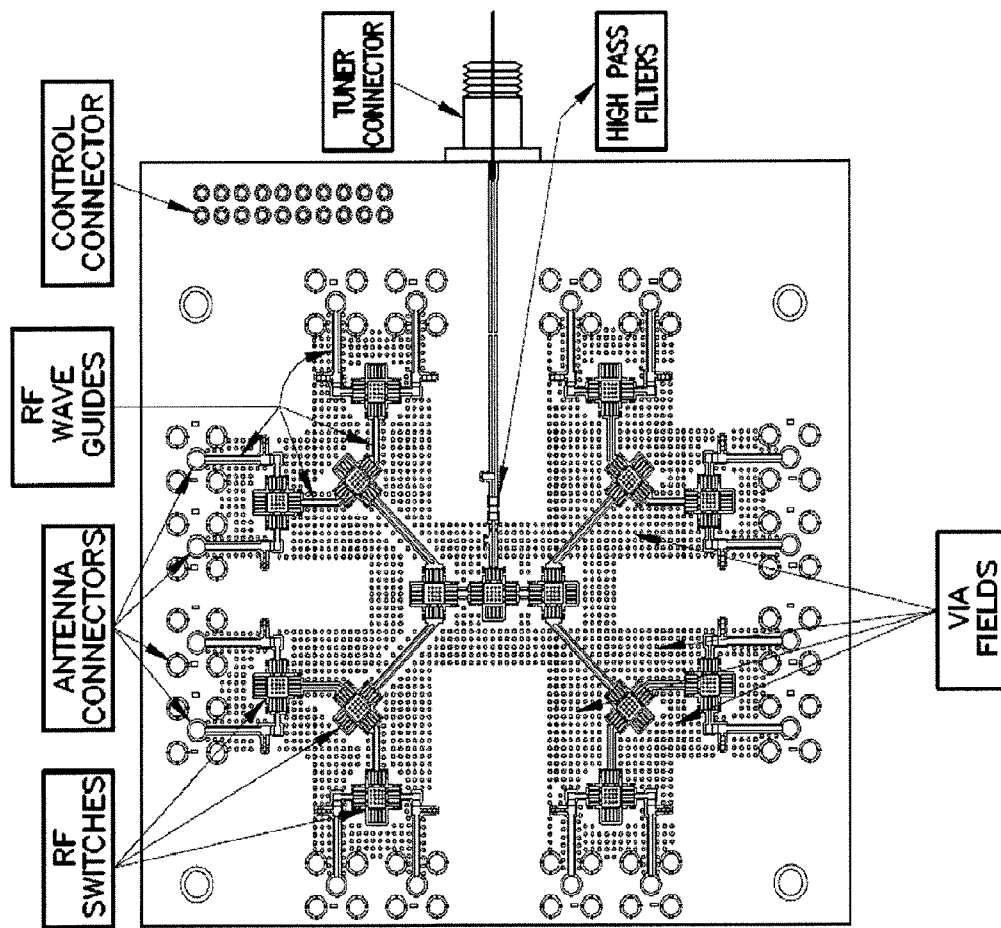 TUNER
CONNECTOR
HIGH PASS
FILTERS
CONTROL
CONNECTOR
RF
WAVE
GUIDES
ANTENNA
CONNECTORS
VIA
FIELDS
RF
SWITCHES